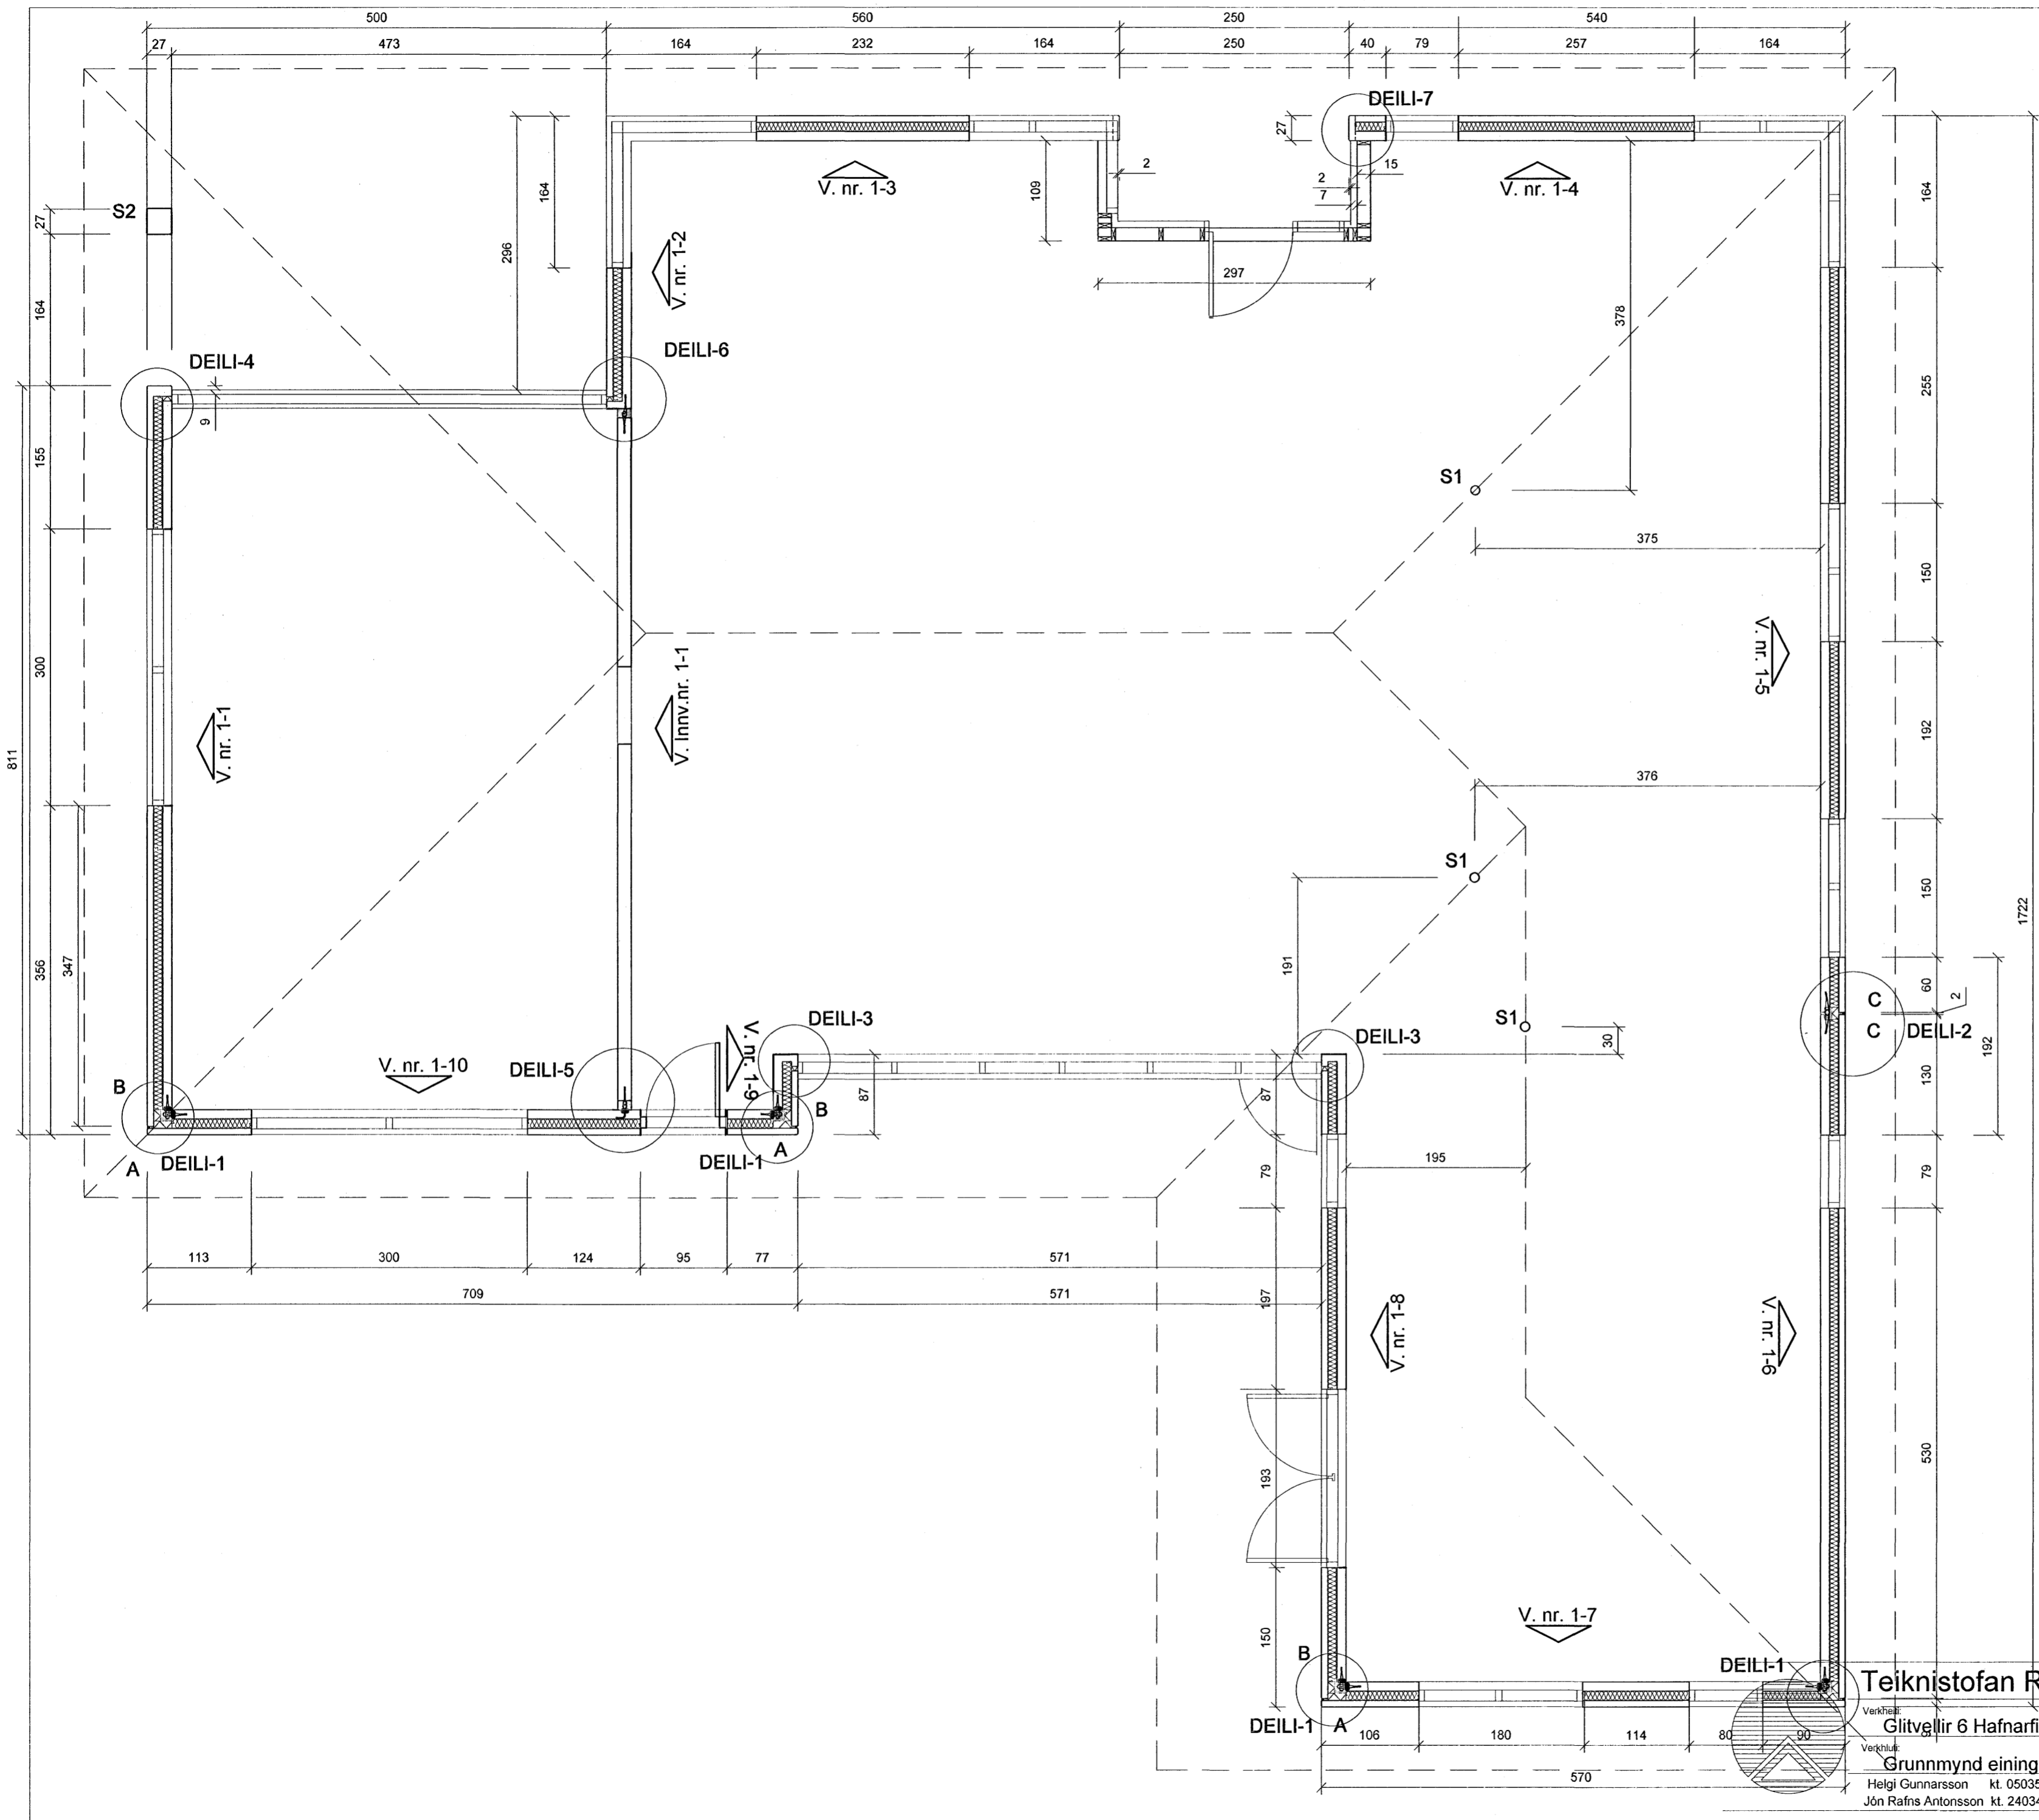 500 560 250 540
27 473 164 232 164 250 40 79 257 164
DEILI-7
27
2
15
2
7
109
V. nr. 1-3
V. nr. 1-4
164
296
164
S2
27
V. nr. 1-2
297
378
164
DEILI-4
DEILI-6
9
255
155
S1
375
150
V. nr. 1-5
300
V. Innv.nr. 1-1
V. nr. 1-1
811
192
376
S1
150
1722
356
347
191
60
2
C
C
DEILI-2
S1
30
192
130
DEILI-3
DEILI-3
V. nr. 1-9
V. nr. 1-10
DEILI-5
87
87
B
B
A
A
DEILI-1
DEILI-1
195
79
79
113 300 124 95 77 571
709 571
197
V. nr. 1-8
V. nr. 1-6
530
193
150
V. nr. 1-7
B
DEILI-1
DEILI-1 A
106 180 114 80 90
9
570
Teiknistofan R
Verkheiti:
Glitvellir 6 Hafnarfi
Verkhluti:
Grunnmynd eining
Helgi Gunnarsson kt. 05035
Jón Rafns Antonsson kt. 24034